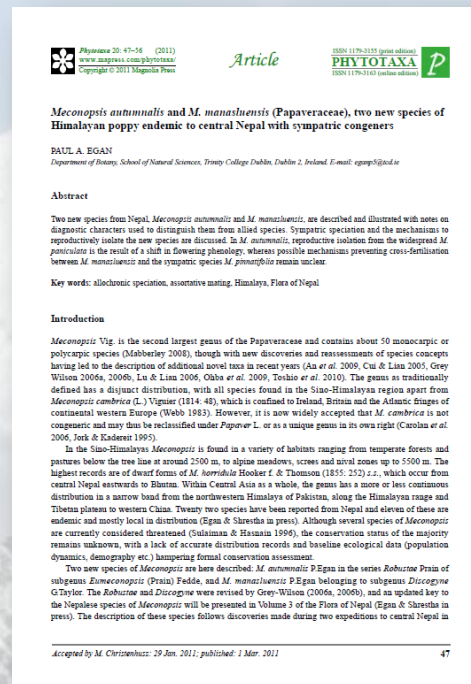 Phytotaxa 20: 47–56 (2011)
www.mapress.com/phytotaxa/
Copyright © 2011 Magnolia Press
Article
ISSN 1179-3155 (print edition)
PHYTOTAXA
ISSN 1179-3163 (online edition)
Meconopsis autumnalis and M. manasluensis (Papaveraceae), two new species of
Himalayan poppy endemic to central Nepal with sympatric congeners
PAUL A. EGAN
Department of Botany, School of Natural Sciences, Trinity College Dublin, Dublin 2, Ireland. E-mail: eganp5@tcd.ie
Abstract
Two new species from Nepal, Meconopsis autumnalis and M. manasluensis, are described and illustrated with notes on
diagnostic characters used to distinguish them from allied species. Sympatric speciation and the mechanisms to
reproductively isolate the new species are discussed. In M. autumnalis, reproductive isolation from the widespread M.
paniculata is the result of a shift in flowering phenology, whereas possible mechanisms preventing cross-fertilisation
between M. manasluensis and the sympatric species M. pinnatifolia remain unclear.
Key words: allochronic speciation, assortative mating, Himalaya, Flora of Nepal
Introduction
Meconopsis Vig. is the second largest genus of the Papaveraceae and contains about 50 monocarpic or
polycarpic species (Mabberley 2008), though with new discoveries and reassessments of species concepts
having led to the description of additional novel taxa in recent years (An et al. 2009, Cui & Lian 2005, Grey
Wilson 2006a, 2006b, Lu & Lian 2006, Ohba et al. 2009, Toshio et al. 2010). The genus as traditionally
defined has a disjunct distribution, with all species found in the Sino-Himalayan region apart from
Meconopsis cambrica (L.) Viguier (1814: 48), which is confined to Ireland, Britain and the Atlantic fringes of
continental western Europe (Webb 1983). However, it is now widely accepted that M. cambrica is not
congeneric and may thus be reclassified under Papaver L. or as a unique genus in its own right (Carolan et al.
2006, Jork & Kadereit 1995).
In the Sino-Himalayas Meconopsis is found in a variety of habitats ranging from temperate forests and
pastures below the tree line at around 2500 m, to alpine meadows, screes and nival zones up to 5500 m. The
highest records are of dwarf forms of M. horridula Hooker f. & Thomson (1855: 252) s.s., which occur from
central Nepal eastwards to Bhutan. Within Central Asia as a whole, the genus has a more or less continuous
distribution in a narrow band from the northwestern Himalaya of Pakistan, along the Himalayan range and
Tibetan plateau to western China. Twenty two species have been reported from Nepal and eleven of these are
endemic and mostly local in distribution (Egan & Shrestha in press). Although several species of Meconopsis
are currently considered threatened (Sulaiman & Hasnain 1996), the conservation status of the majority
remains unknown, with a lack of accurate distribution records and baseline ecological data (population
dynamics, demography etc.) hampering formal conservation assessment.
Two new species of Meconopsis are here described: M. autumnalis P.Egan in the series Robustae Prain of
subgenus Eumeconopsis (Prain) Fedde, and M. manasluensis P.Egan belonging to subgenus Discogyne
G.Taylor. The Robustae and Discogyne were revised by Grey-Wilson (2006a, 2006b), and an updated key to
the Nepalese species of Meconopsis will be presented in Volume 3 of the Flora of Nepal (Egan & Shrestha in
press). The description of these species follows discoveries made during two expeditions to central Nepal in
Accepted by M. Christenhusz: 29 Jan. 2011; published: 1 Mar. 2011 47